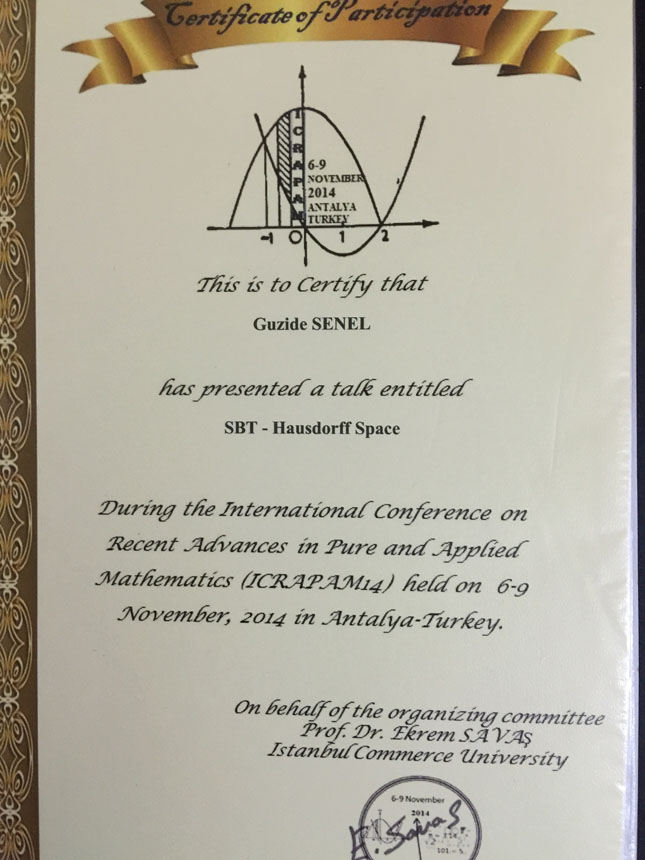 Certificate of Participation
ICRAPAM
6-9
NOVEMBER
2014
ANTALYA
TURKEY
-1 O 1 2
This is to Certify that
Guzide SENEL
has presented a talk entitled
SBT - Hausdorff Space
During the International Conference on
Recent Advances in Pure and Applied
Mathematics (ICRAPAM14) held on 6-9
November, 2014 in Antalya-Turkey.
On behalf of the organizing committee
Prof. Dr. Ekrem SAVAŞ
Istanbul Commerce University
6-9 November
2014
E. Savaş